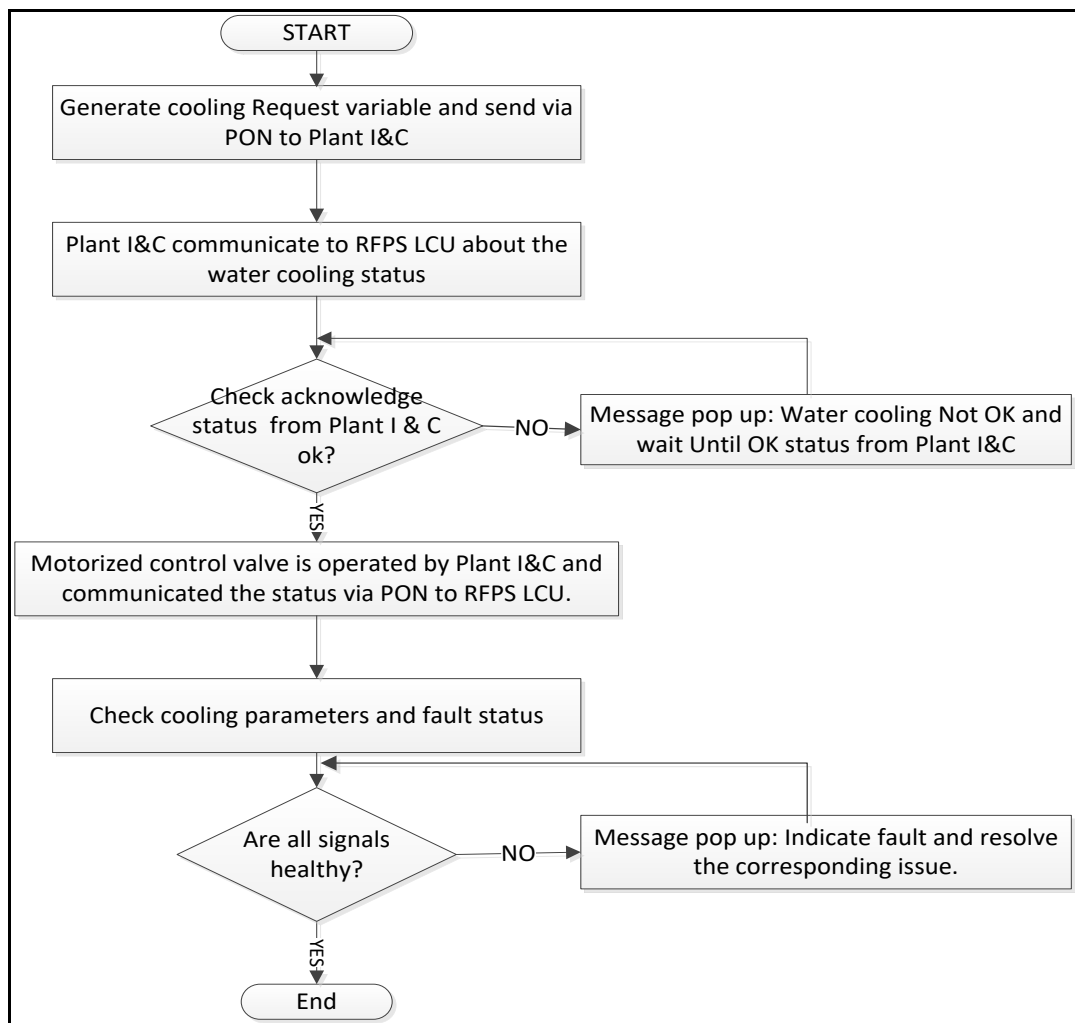 START
Generate cooling Request variable and send via
PON to Plant I&C
Plant I&C communicate to RFPS LCU about the
water cooling status
Check acknowledge
status from Plant I & C
ok?
NO
Message pop up: Water cooling Not OK and
wait Until OK status from Plant I&C
YES
Motorized control valve is operated by Plant I&C and
communicated the status via PON to RFPS LCU.
Check cooling parameters and fault status
Are all signals
healthy?
NO
Message pop up: Indicate fault and resolve
the corresponding issue.
YES
End